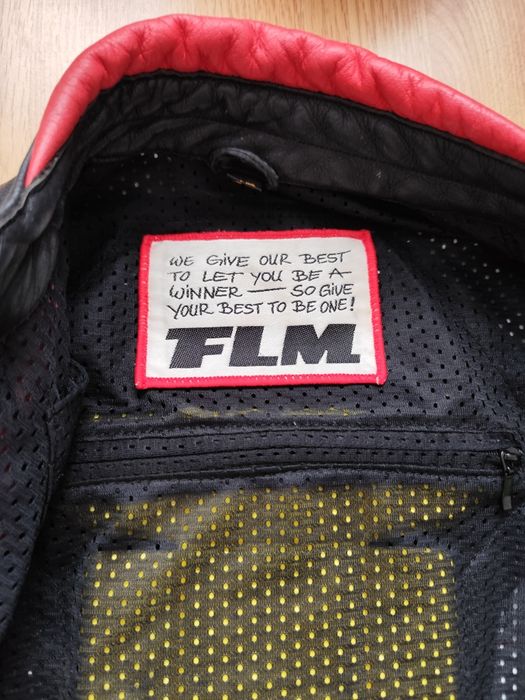 WE GIVE OUR BEST
TO LET YOU BE A
WINNER — SO GIVE
YOUR BEST TO BE ONE!
FLM